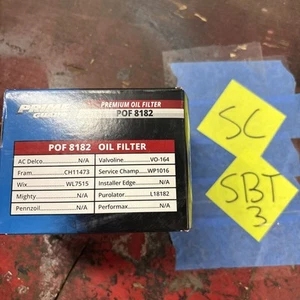 PRIME GUARD
PREMIUM OIL FILTER
POF 8182
POF 8182 OIL FILTER
AC Delco.....N/A
Fram.....CH11473
Wix.....WL7515
Mighty.....N/A
Pennzoil.....N/A
Valvoline.....VO-164
Service Champ.....WP1016
Installer Edge.....N/A
Purolator.....L18182
Performax.....N/A
SC
SBT
3